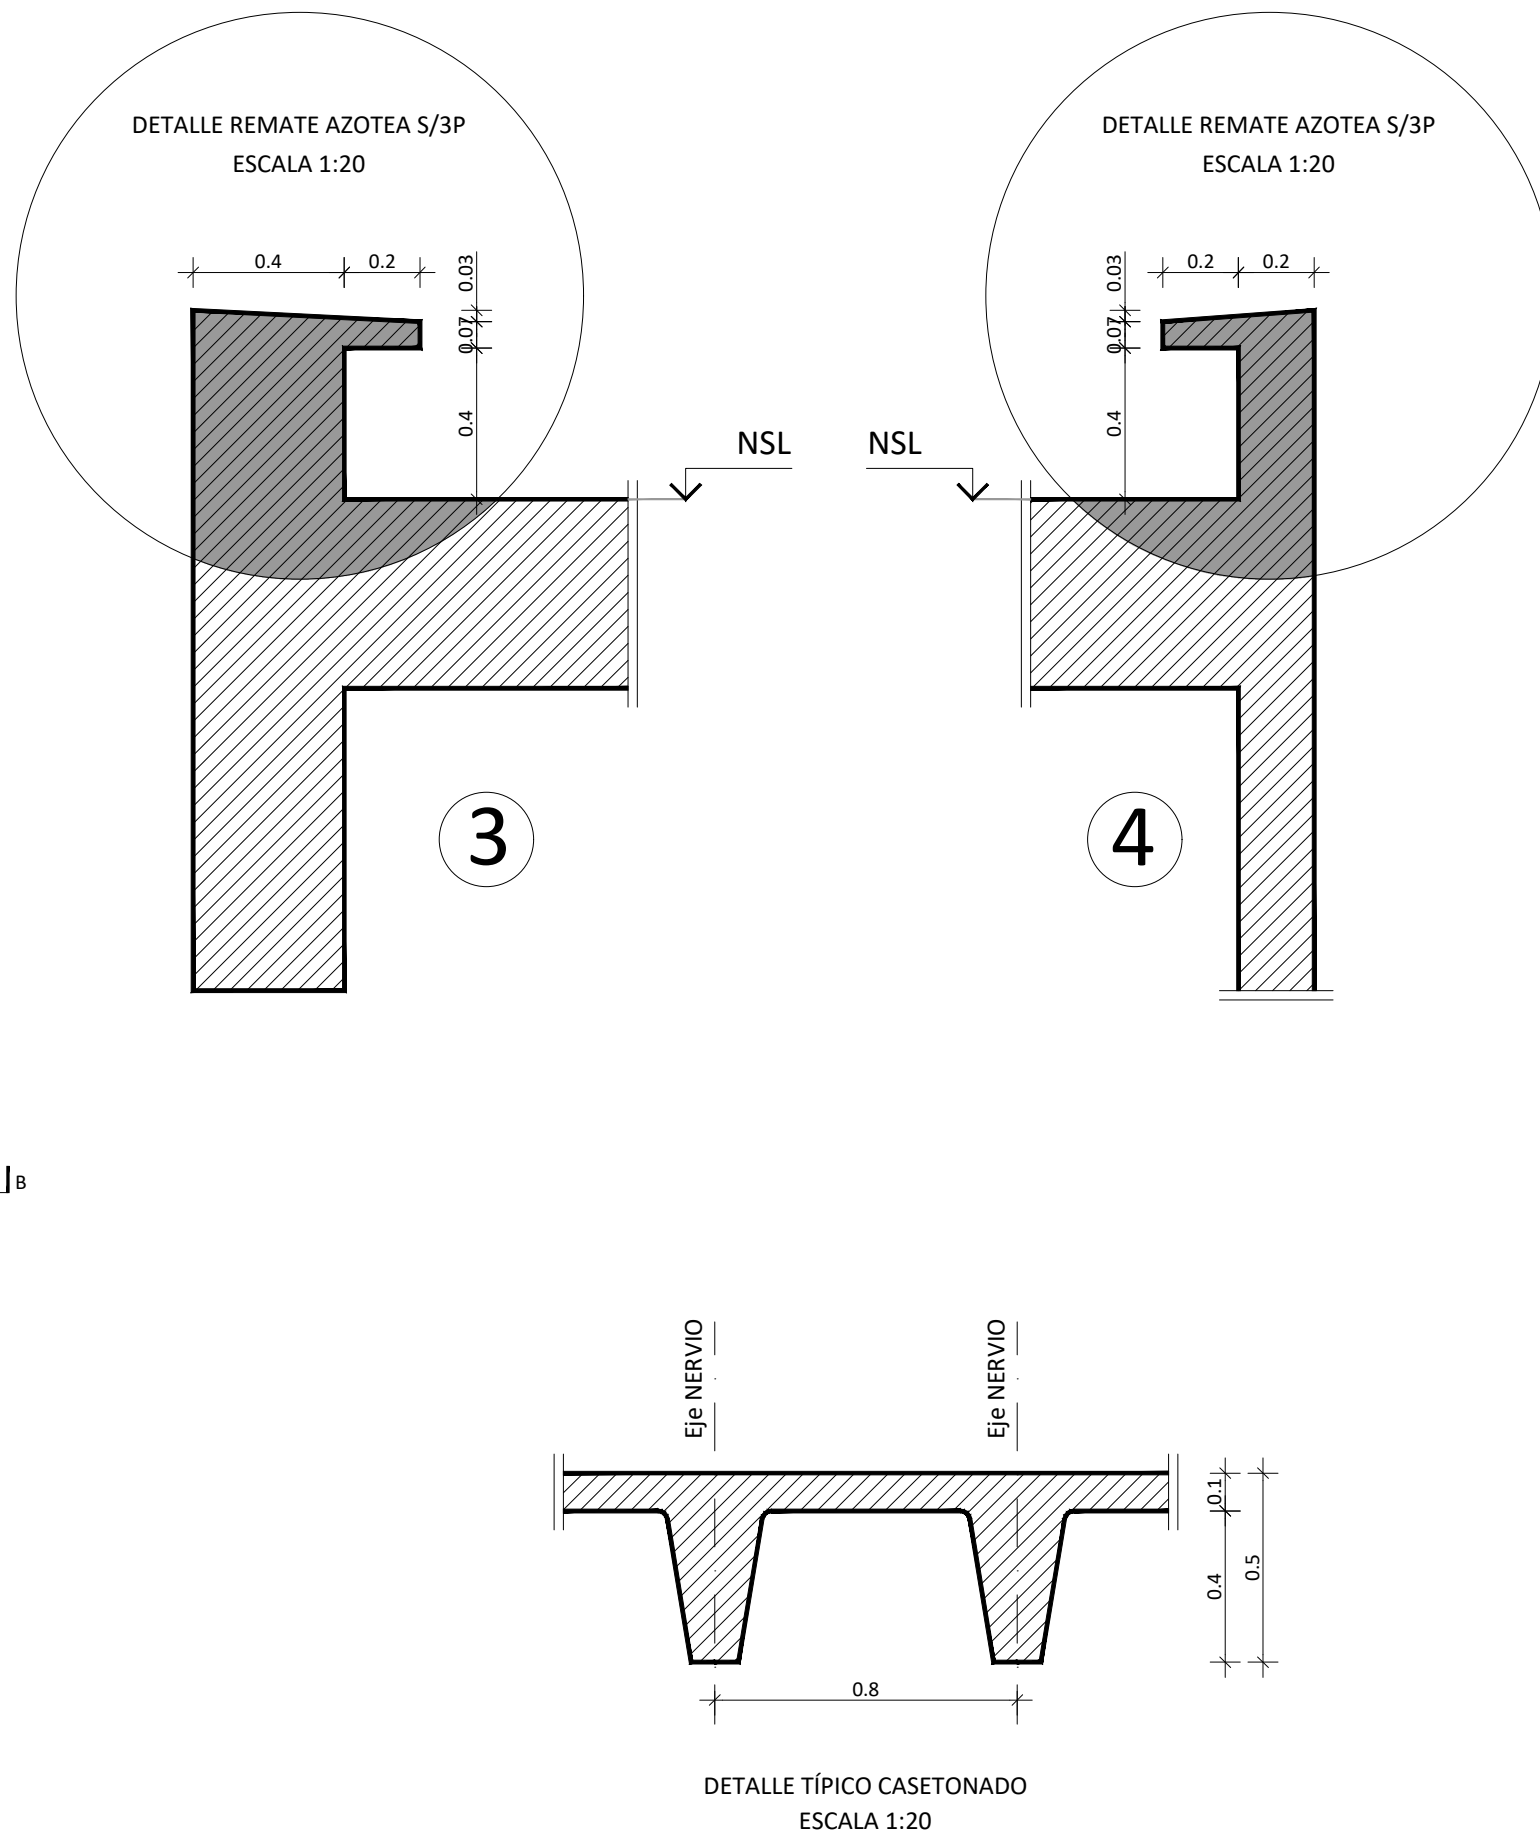 DETALLE REMATE AZOTEA S/3P
ESCALA 1:20
0.4
0.2
0.03
0.07
0.4
NSL
3
DETALLE REMATE AZOTEA S/3P
ESCALA 1:20
0.03
0.2
0.2
0.07
0.4
NSL
4
B
Eje NERVIO
Eje NERVIO
0.1
0.4
0.5
0.8
DETALLE TÍPICO CASETONADO
ESCALA 1:20